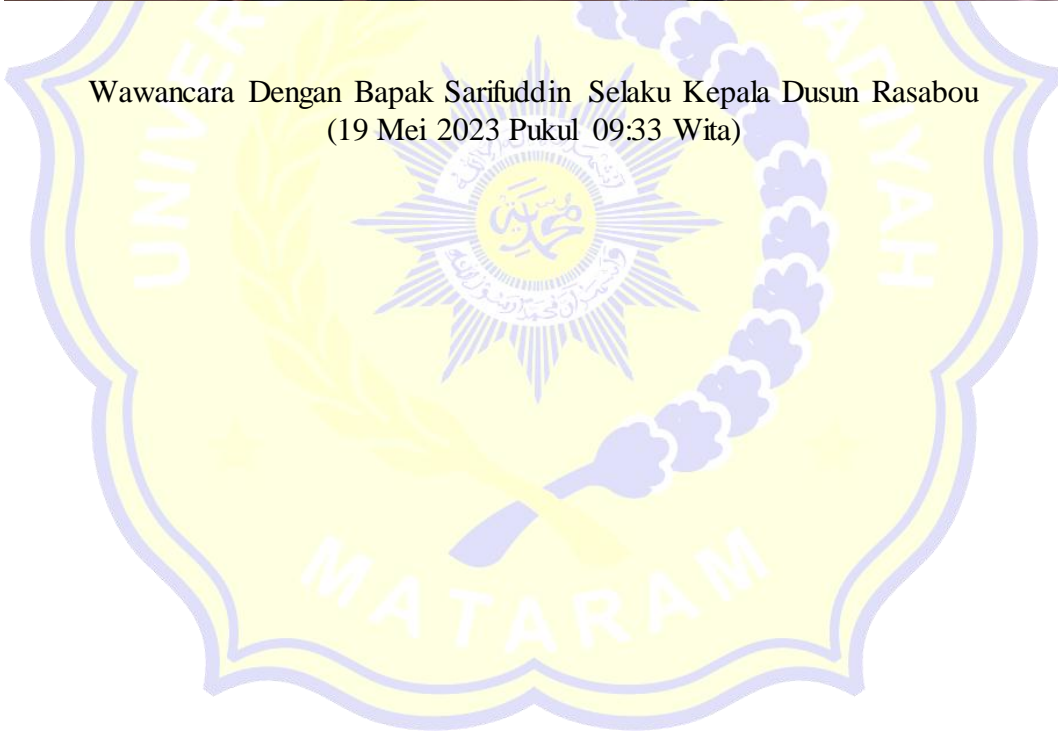 Wawancara Dengan Bapak Sarifuddin Selaku Kepala Dusun Rasabou
(19 Mei 2023 Pukul 09:33 Wita)
MATARAM